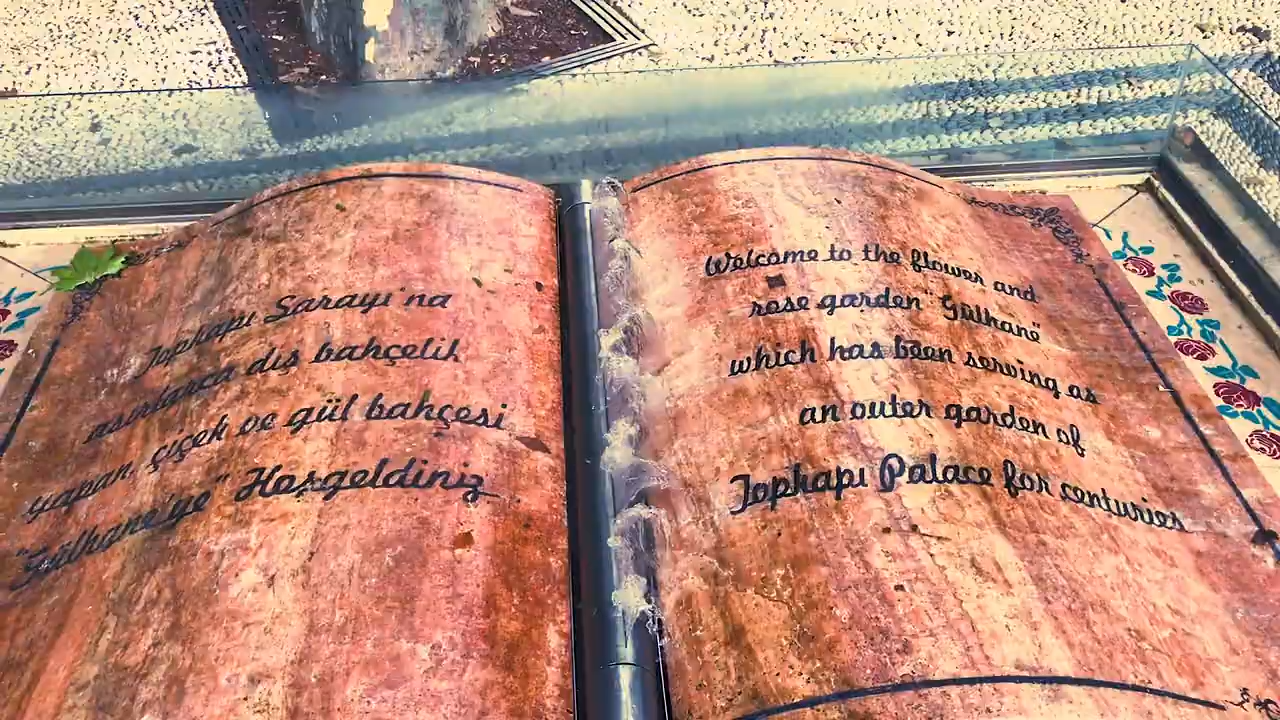 Topkapı Sarayı'na
asırlarca dış bahçelik
yapan, çiçek ve gül bahçesi
"Gülhane'ye" Hoşgeldiniz
Welcome to the flower and
rose garden "Gülhane"
which has been serving as
an outer garden of
Topkapı Palace for centuries